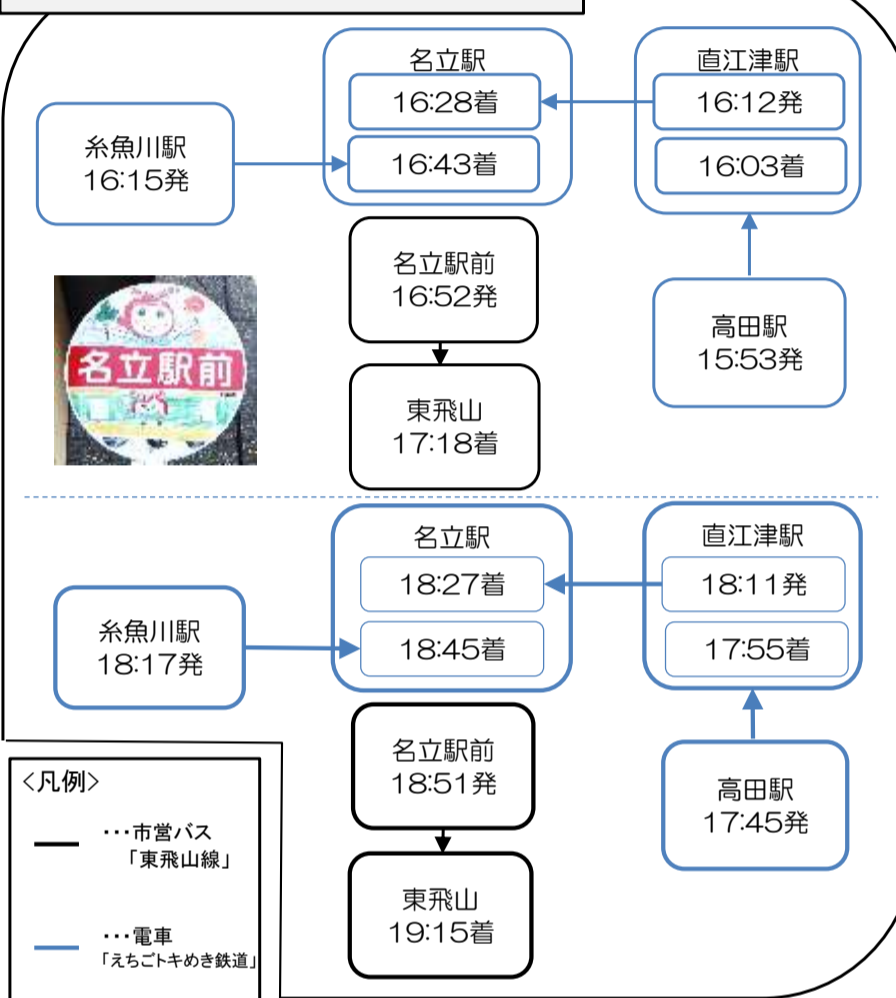 名立駅
16:28着
16:43着
直江津駅
16:12発
16:03着
糸魚川駅
16:15発
名立駅前
16:52発
高田駅
15:53発
名立駅前
東飛山
17:18着
名立駅
18:27着
18:45着
直江津駅
18:11発
17:55着
糸魚川駅
18:17発
名立駅前
18:51発
高田駅
17:45発
東飛山
19:15着
<凡例>
・・・市営バス
「東飛山線」
・・・電車
「えちごトキめき鉄道」